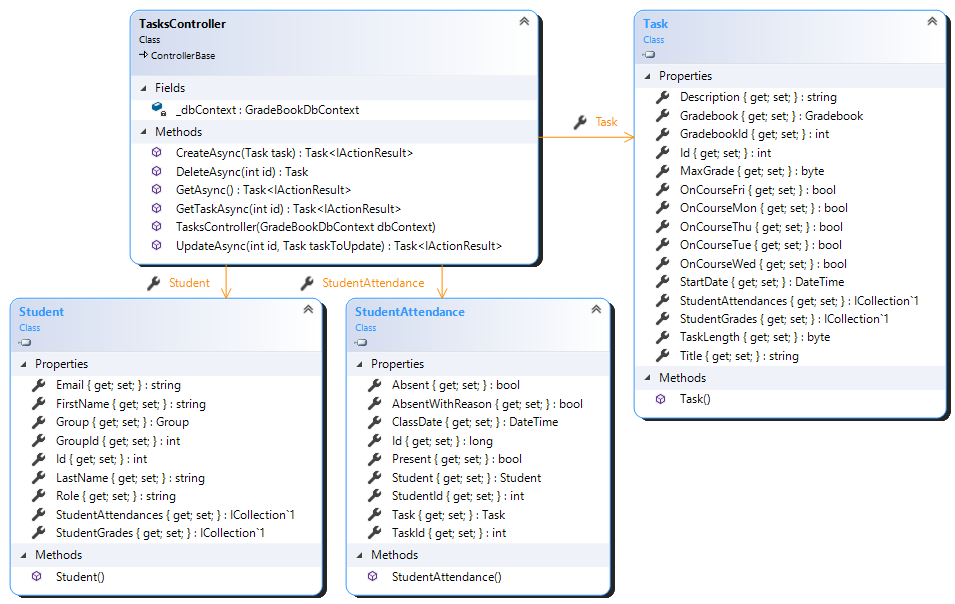 TasksController
Class
ControllerBase
Fields
_dbContext : GradeBookDbContext
Methods
CreateAsync(Task task) : Task<IActionResult>
DeleteAsync(int id) : Task
GetAsync() : Task<IActionResult>
GetTaskAsync(int id) : Task<IActionResult>
TasksController(GradeBookDbContext dbContext)
UpdateAsync(int id, Task taskToUpdate) : Task<IActionResult>
Task
Task
Class
Properties
Description { get; set; } : string
Gradebook { get; set; } : Gradebook
GradebookId { get; set; } : int
Id { get; set; } : int
MaxGrade { get; set; } : byte
OnCourseFri { get; set; } : bool
OnCourseMon { get; set; } : bool
OnCourseThu { get; set; } : bool
OnCourseTue { get; set; } : bool
OnCourseWed { get; set; } : bool
StartDate { get; set; } : DateTime
StudentAttendances { get; set; } : ICollection`1
StudentGrades { get; set; } : ICollection`1
TaskLength { get; set; } : byte
Title { get; set; } : string
Methods
Task()
Student
Student
Class
Properties
Email { get; set; } : string
FirstName { get; set; } : string
Group { get; set; } : Group
GroupId { get; set; } : int
Id { get; set; } : int
LastName { get; set; } : string
Role { get; set; } : string
StudentAttendances { get; set; } : ICollection`1
StudentGrades { get; set; } : ICollection`1
Methods
Student()
StudentAttendance
StudentAttendance
Class
Properties
Absent { get; set; } : bool
AbsentWithReason { get; set; } : bool
ClassDate { get; set; } : DateTime
Id { get; set; } : long
Present { get; set; } : bool
Student { get; set; } : Student
StudentId { get; set; } : int
Task { get; set; } : Task
TaskId { get; set; } : int
Methods
StudentAttendance()